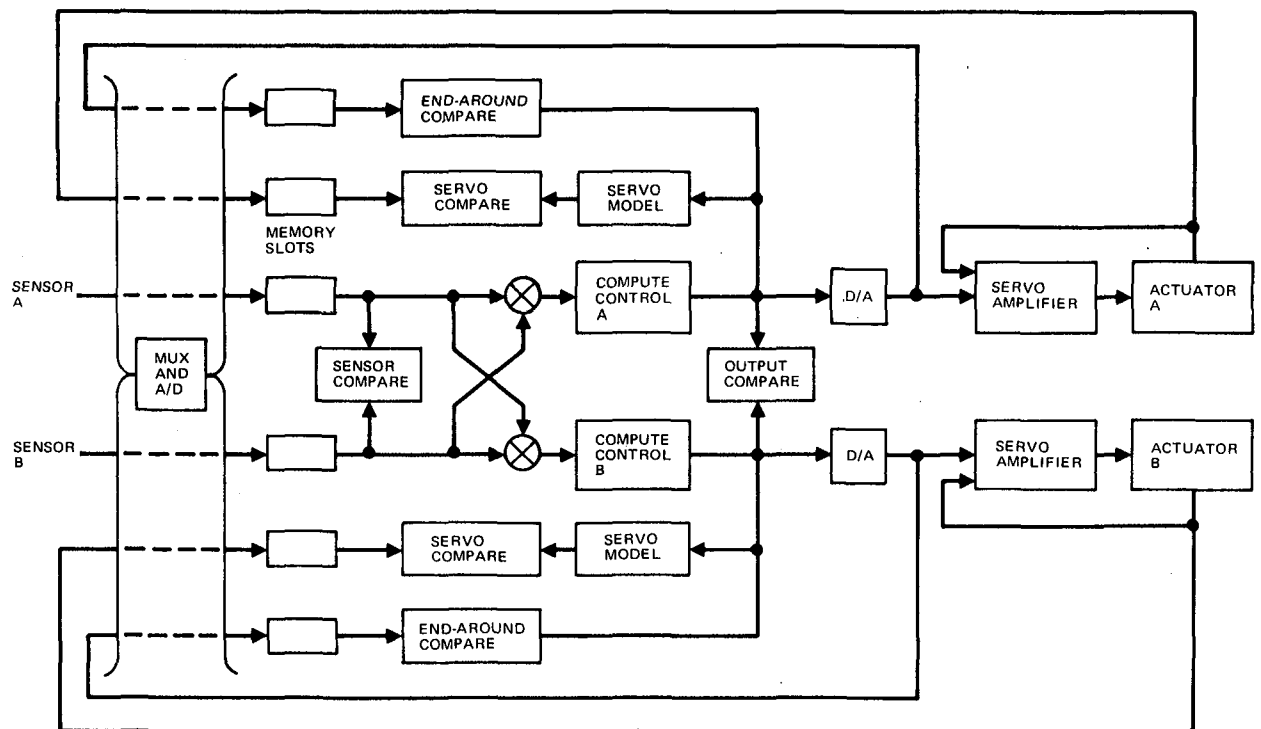 END-AROUND
COMPARE
SERVO
COMPARE
SERVO
MODEL
MEMORY
SLOTS
SENSOR
A
COMPUTE
CONTROL
A
D/A
SERVO
AMPLIFIER
ACTUATOR
A
MUX
AND
A/D
SENSOR
COMPARE
OUTPUT
COMPARE
SENSOR
B
COMPUTE
CONTROL
B
D/A
SERVO
AMPLIFIER
ACTUATOR
B
SERVO
COMPARE
SERVO
MODEL
END-AROUND
COMPARE